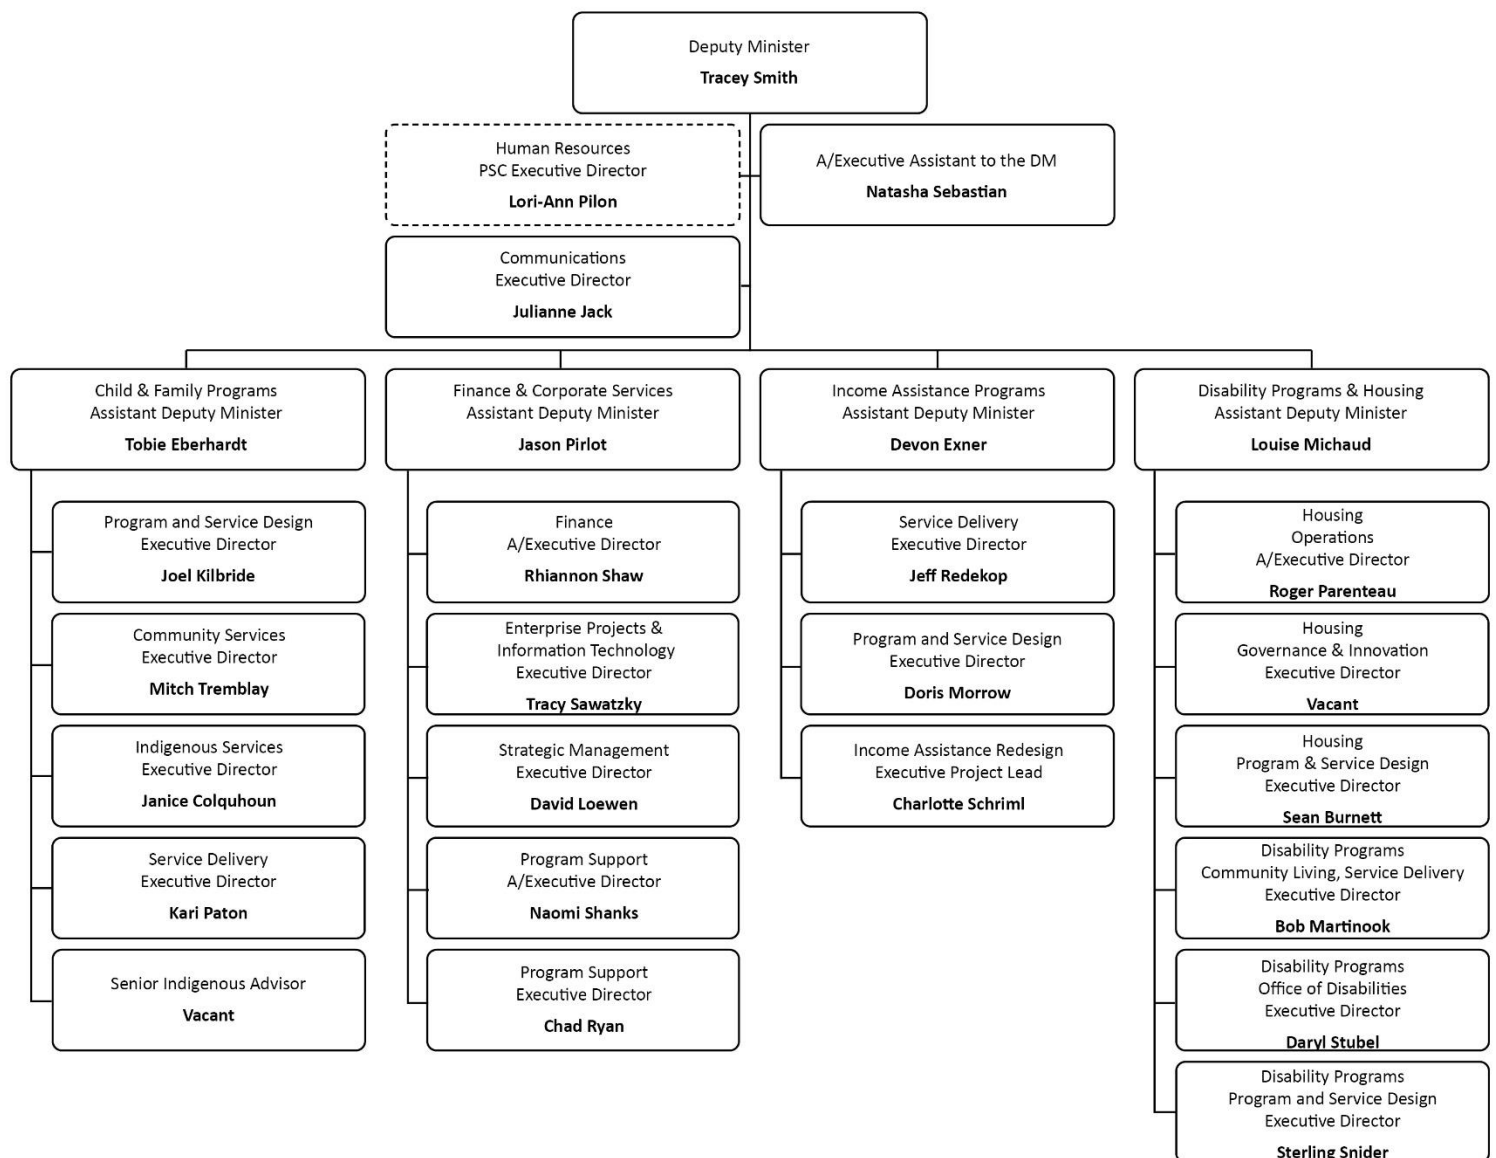 Deputy Minister
Tracey Smith
Human Resources
PSC Executive Director
Lori-Ann Pilon
A/Executive Assistant to the DM
Natasha Sebastian
Communications
Executive Director
Julianne Jack
Child & Family Programs
Assistant Deputy Minister
Tobie Eberhardt
Finance & Corporate Services
Assistant Deputy Minister
Jason Pirlot
Income Assistance Programs
Assistant Deputy Minister
Devon Exner
Disability Programs & Housing
Assistant Deputy Minister
Louise Michaud
Program and Service Design
Executive Director
Joel Kilbride
Community Services
Executive Director
Mitch Tremblay
Indigenous Services
Executive Director
Janice Colquhoun
Service Delivery
Executive Director
Kari Paton
Senior Indigenous Advisor
Vacant
Finance
A/Executive Director
Rhiannon Shaw
Enterprise Projects &
Information Technology
Executive Director
Tracy Sawatzky
Strategic Management
Executive Director
David Loewen
Program Support
A/Executive Director
Naomi Shanks
Program Support
Executive Director
Chad Ryan
Service Delivery
Executive Director
Jeff Redekop
Program and Service Design
Executive Director
Doris Morrow
Income Assistance Redesign
Executive Project Lead
Charlotte Schriml
Housing
Operations
A/Executive Director
Roger Parenteau
Housing
Governance & Innovation
Executive Director
Vacant
Housing
Program & Service Design
Executive Director
Sean Burnett
Disability Programs
Community Living, Service Delivery
Executive Director
Bob Martinook
Disability Programs
Office of Disabilities
Executive Director
Daryl Stubel
Disability Programs
Program and Service Design
Executive Director
Sterling Snider